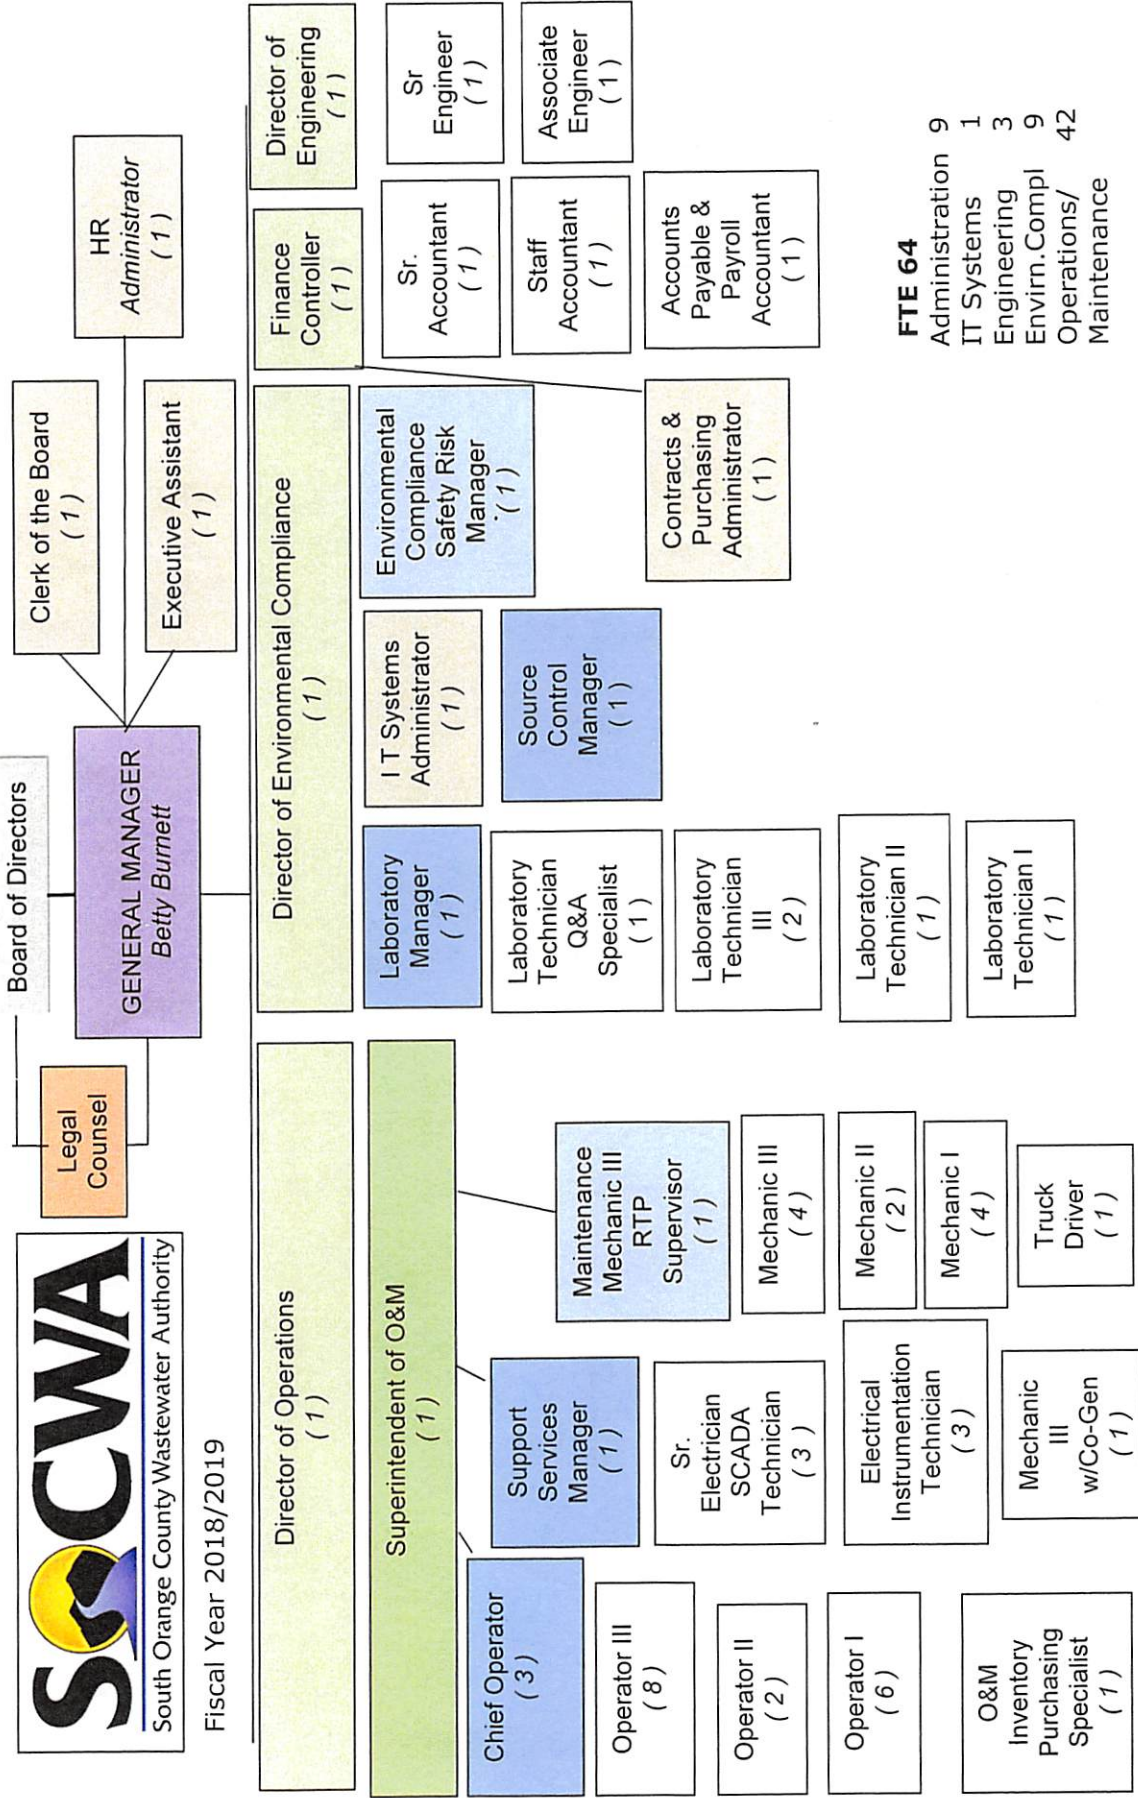 SOCWA
South Orange County Wastewater Authority
Fiscal Year 2018/2019
Board of Directors
Legal
Counsel
GENERAL MANAGER
Betty Burnett
Clerk of the Board
( 1 )
Executive Assistant
( 1 )
HR
Administrator
( 1 )
Director of Operations
( 1 )
Superintendent of O&M
( 1 )
Chief Operator
( 3 )
Operator III
( 8 )
Operator II
( 2 )
Operator I
( 6 )
O&M
Inventory
Purchasing
Specialist
( 1 )
Support
Services
Manager
( 1 )
Sr.
Electrician
SCADA
Technician
( 3 )
Electrical
Instrumentation
Technician
( 3 )
Mechanic
III
w/Co-Gen
( 1 )
Maintenance
Mechanic III
RTP
Supervisor
( 1 )
Mechanic III
( 4 )
Mechanic II
( 2 )
Mechanic I
( 4 )
Truck
Driver
( 1 )
Director of Environmental Compliance
( 1 )
Laboratory
Manager
( 1 )
Laboratory
Technician
Q&A
Specialist
( 1 )
Laboratory
Technician
III
( 2 )
Laboratory
Technician II
( 1 )
Laboratory
Technician I
( 1 )
I T Systems
Administrator
( 1 )
Source
Control
Manager
( 1 )
Environmental
Compliance
Safety Risk
Manager
( 1 )
Finance
Controller
( 1 )
Sr.
Accountant
( 1 )
Staff
Accountant
( 1 )
Accounts
Payable &
Payroll
Accountant
( 1 )
Contracts &
Purchasing
Administrator
( 1 )
Director of
Engineering
( 1 )
Sr
Engineer
( 1 )
Associate
Engineer
( 1 )
FTE 64
Administration 9
IT Systems 1
Engineering 3
Envirn.Compl 9
Operations/ 42
Maintenance